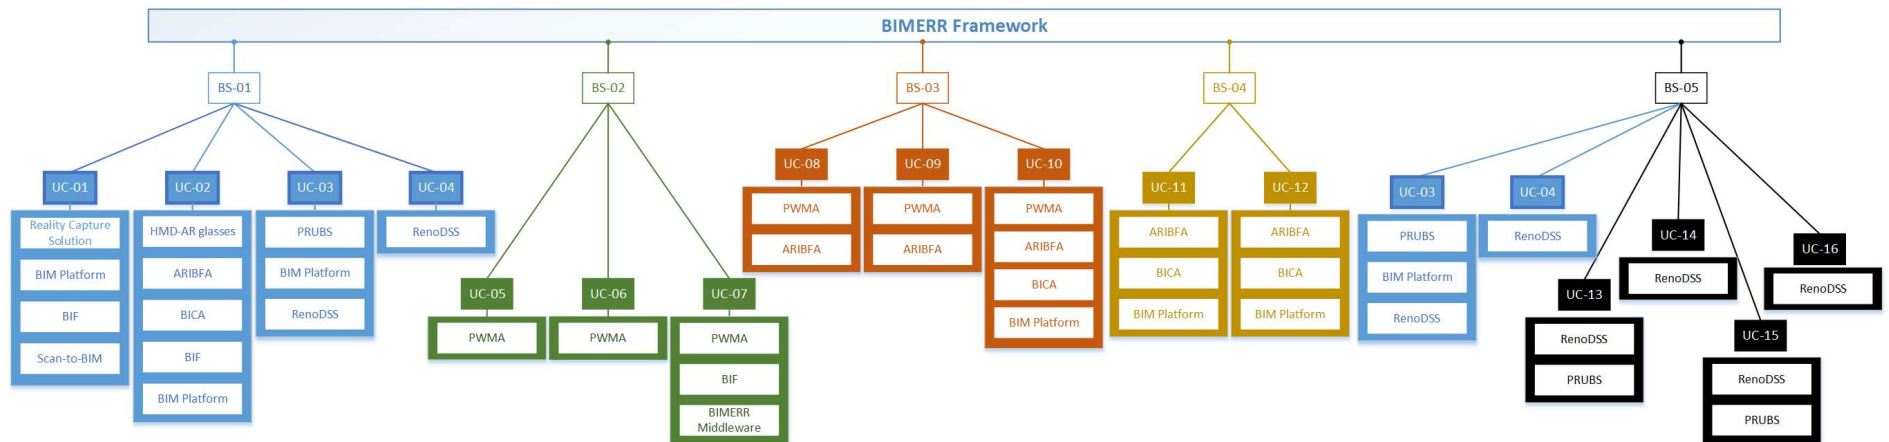 BIMERR Framework
BS-01
BS-02
BS-03
BS-04
BS-05
UC-01
Reality Capture
Solution
BIM Platform
BIF
Scan-to-BIM
UC-02
HMD-AR glasses
ARIBFA
BICA
BIF
BIM Platform
UC-03
PRUBS
BIM Platform
RenoDSS
UC-04
RenoDSS
UC-05
PWMA
UC-06
PWMA
UC-07
PWMA
BIF
BIMERR
Middleware
UC-08
PWMA
ARIBFA
UC-09
PWMA
ARIBFA
UC-10
PWMA
ARIBFA
BICA
BIM Platform
UC-11
ARIBFA
BICA
BIM Platform
UC-12
ARIBFA
BICA
BIM Platform
UC-03
PRUBS
BIM Platform
RenoDSS
UC-04
RenoDSS
UC-13
RenoDSS
PRUBS
UC-14
RenoDSS
UC-15
RenoDSS
PRUBS
UC-16
RenoDSS